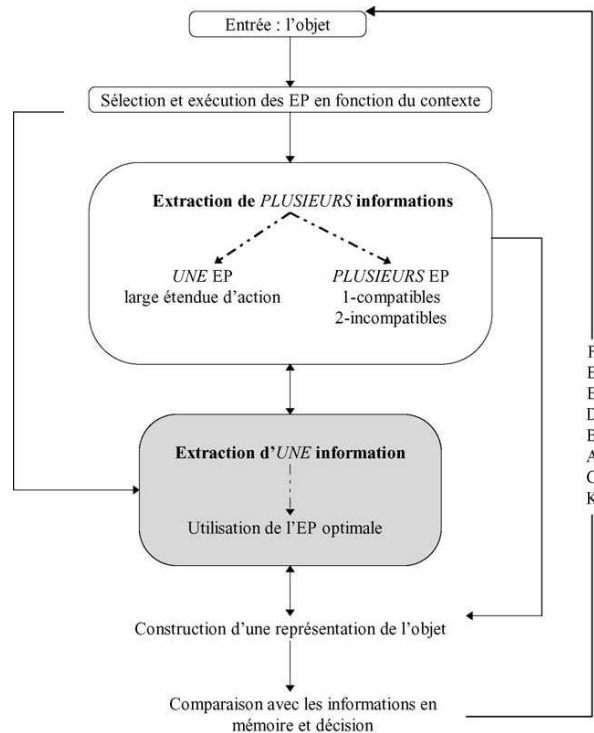 Entrée : l'objet
Sélection et exécution des EP en fonction du contexte
Extraction de PLUSIEURS informations
UNE EP
large étendue d'action
PLUSIEURS EP
1-compatibles
2-incompatibles
Extraction d'UNE information
Utilisation de l'EP optimale
Construction d'une représentation de l'objet
Comparaison avec les informations en
mémoire et décision
F
E
E
D
B
A
C
K